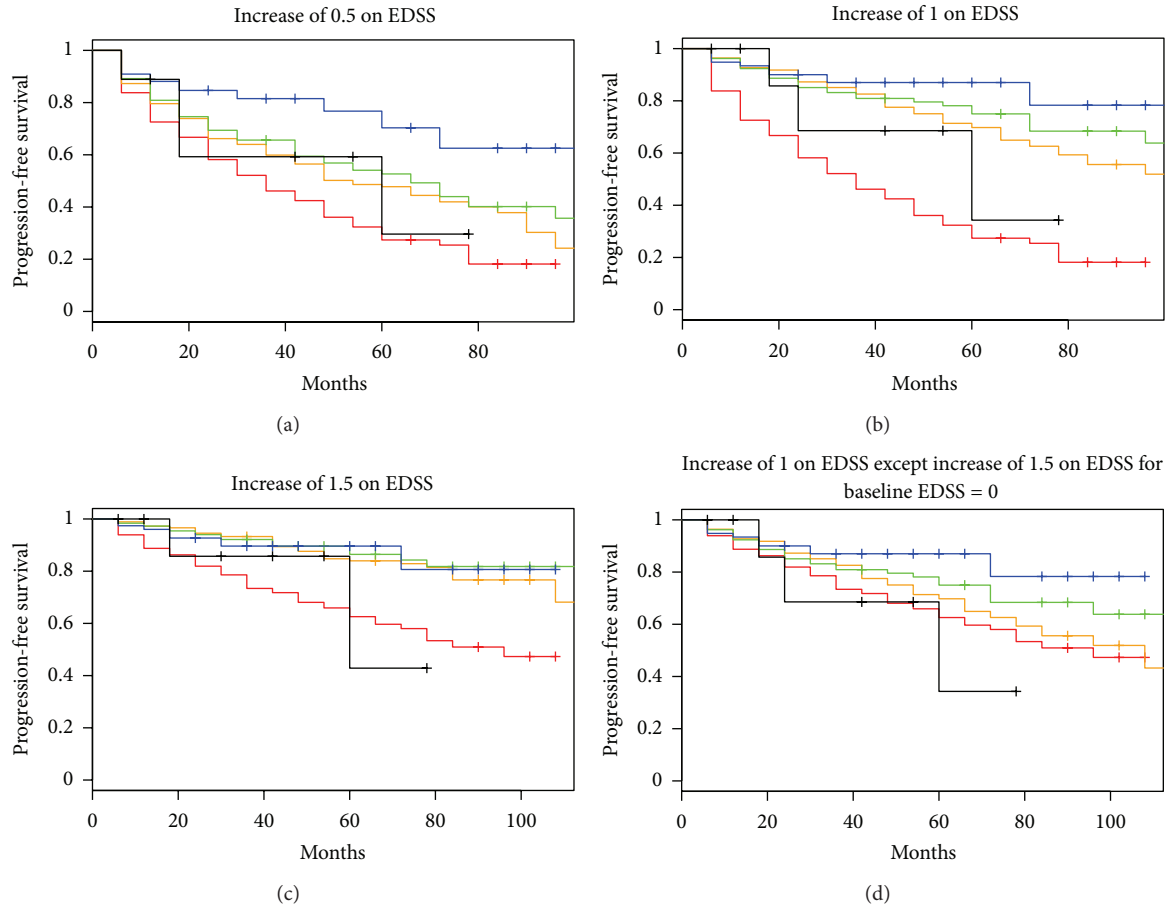 Increase of 0.5 on EDSS
Progression-free survival
1
0.8
0.6
0.4
0.2
0
0 20 40 60 80
Months
(a)
Increase of 1 on EDSS
Progression-free survival
1
0.8
0.6
0.4
0.2
0
0 20 40 60 80
Months
(b)
Increase of 1.5 on EDSS
Progression-free survival
1
0.8
0.6
0.4
0.2
0
0 20 40 60 80 100
Months
(c)
Increase of 1 on EDSS except increase of 1.5 on EDSS for
baseline EDSS = 0
Progression-free survival
1
0.8
0.6
0.4
0.2
0
0 20 40 60 80 100
Months
(d)